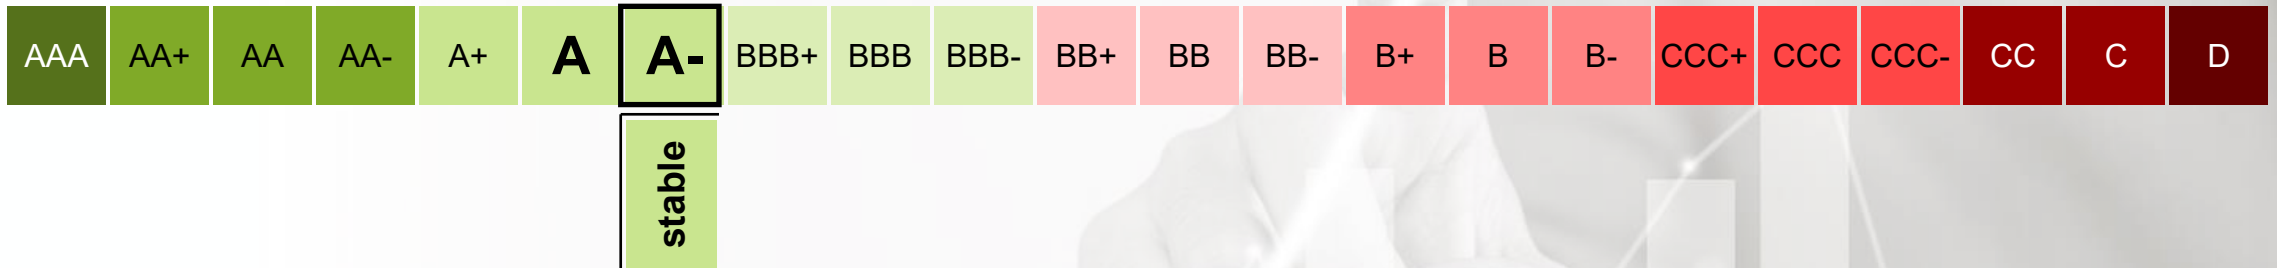 AAA AA+ AA AA- A+ A A- BBB+ BBB BBB- BB+ BB BB- B+ B B- CCC+ CCC CCC- CC C D
stable